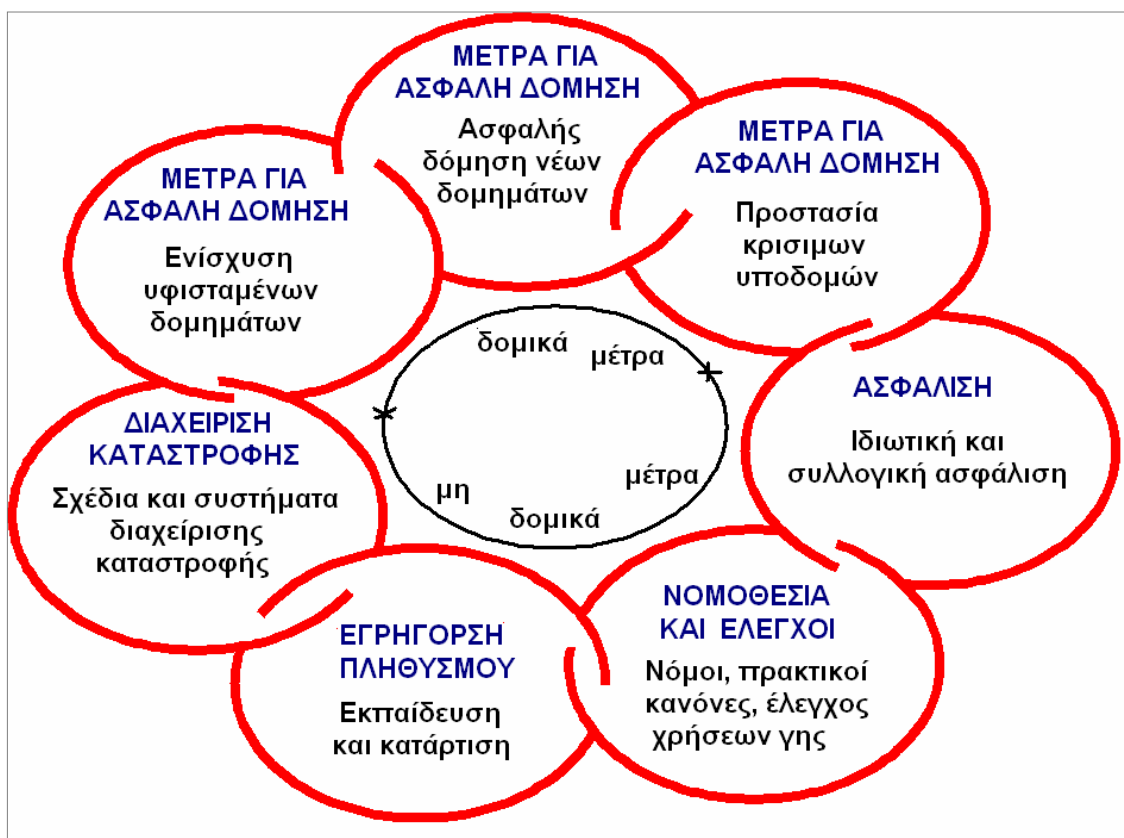 ΜΕΤΡΑ ΓΙΑ
ΑΣΦΑΛΗ ΔΟΜΗΣΗ
Ασφαλής
δόμηση νέων
δομημάτων
ΜΕΤΡΑ ΓΙΑ
ΑΣΦΑΛΗ ΔΟΜΗΣΗ
Προστασία
κρισιμων
υποδομών
ΜΕΤΡΑ ΓΙΑ
ΑΣΦΑΛΗ ΔΟΜΗΣΗ
Ενίσχυση
υφισταμένων
δομημάτων
δομικά μέτρα
ΑΣΦΑΛΙΣΗ
Ιδιωτική και
συλλογική ασφάλιση
ΔΙΑΧΕΙΡΙΣΗ
ΚΑΤΑΣΤΡΟΦΗΣ
Σχέδια και συστήματα
διαχείρισης
καταστροφής
μη δομικά μέτρα
ΝΟΜΟΘΕΣΙΑ
ΚΑΙ ΕΛΕΓΧΟΙ
Νόμοι, πρακτικοί
κανόνες, έλεγχος
χρήσεων γης
ΕΓΡΗΓΟΡΣΗ
ΠΛΗΘΥΣΜΟΥ
Εκπαίδευση
και κατάρτιση